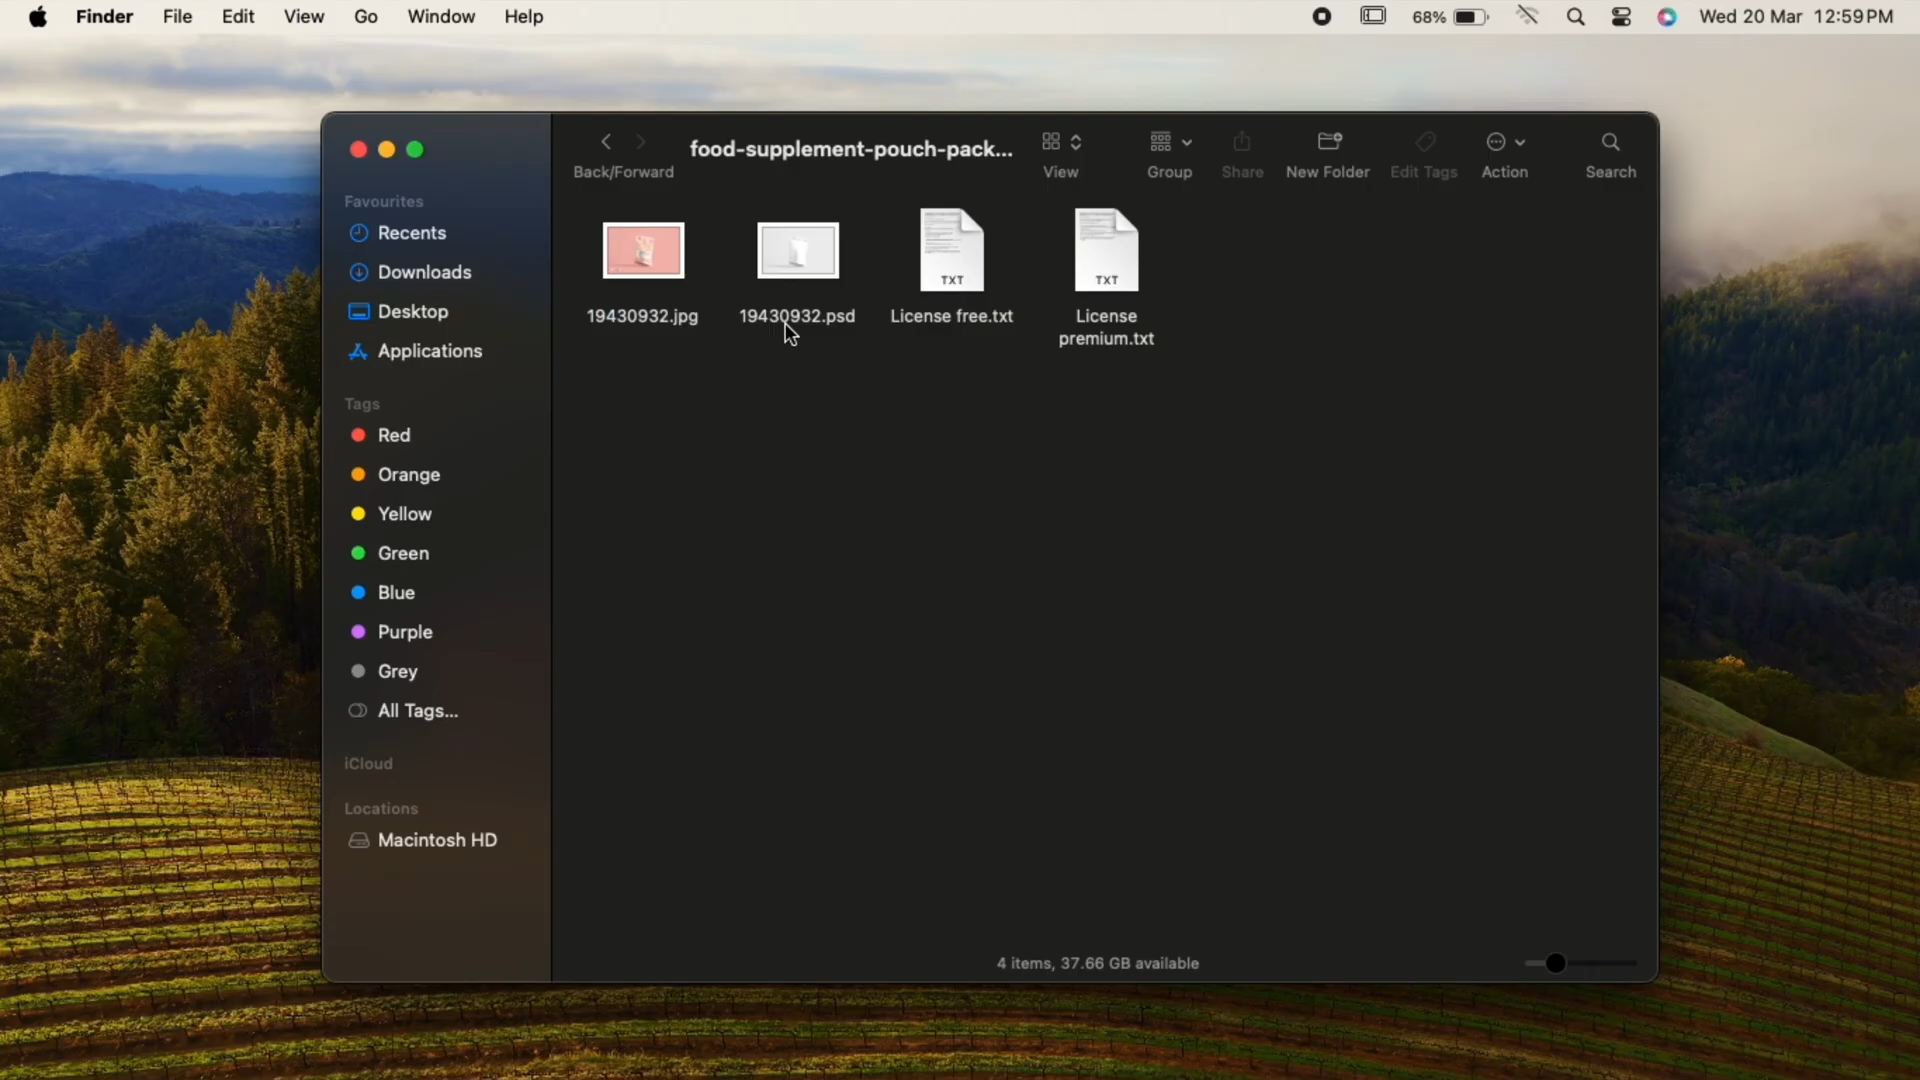 Finder File Edit View Go Window Help 68% Wed 20 Mar 12:59 PM
food-supplement-pouch-pack...
Back/Forward View Group Share New Folder Edit Tags Action Search
Favourites
Recents
Downloads
Desktop
Applications
Tags
Red
Orange
Yellow
Green
Blue
Purple
Grey
All Tags...
iCloud
Locations
Macintosh HD
TXT TXT
19430932.jpg 19430932.psd License free.txt License
premium.txt
4 items, 37.66 GB available